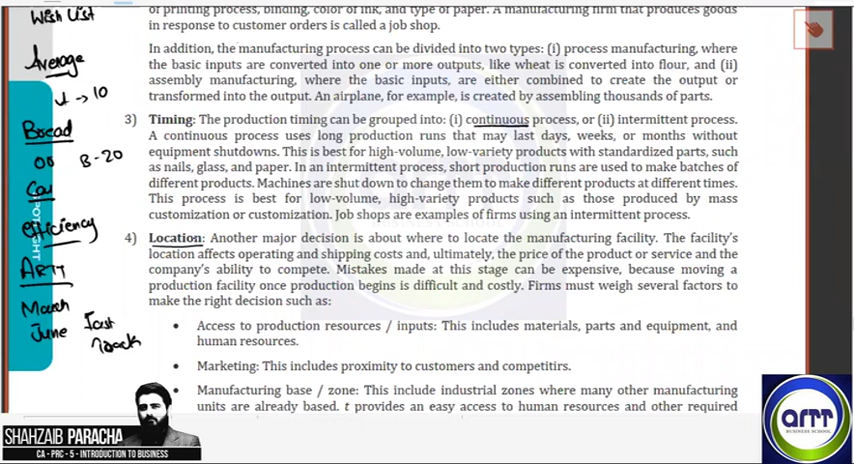 of printing process, binding, color of ink, and type of paper. A manufacturing firm that produces goods
in response to customer orders is called a job shop.
In addition, the manufacturing process can be divided into two types: (i) process manufacturing, where
the basic inputs are converted into one or more outputs, like wheat is converted into flour, and (ii)
assembly manufacturing, where the basic inputs, are either combined to create the output or
transformed into the output. An airplane, for example, is created by assembling thousands of parts.
3) Timing: The production timing can be grouped into: (i) continuous process, or (ii) intermittent process.
A continuous process uses long production runs that may last days, weeks, or months without
equipment shutdowns. This is best for high-volume, low-variety products with standardized parts, such
as nails, glass, and paper. In an intermittent process, short production runs are used to make batches of
different products. Machines are shut down to change them to make different products at different times.
This process is best for low-volume, high-variety products such as those produced by mass
customization or customization. Job shops are examples of firms using an intermittent process.
4) Location: Another major decision is about where to locate the manufacturing facility. The facility's
location affects operating and shipping costs and, ultimately, the price of the product or service and the
company's ability to compete. Mistakes made at this stage can be expensive, because moving a
production facility once production begins is difficult and costly. Firms must weigh several factors to
make the right decision such as:
• Access to production resources / inputs: This includes materials, parts and equipment, and
human resources.
• Marketing: This includes proximity to customers and competitirs.
• Manufacturing base / zone: This include industrial zones where many other manufacturing
units are already based. t provides an easy access to human resources and other required
Wish List
Average
↓ → 10
Bread
B-20
Car
efficiency
ARTT
March
June
Fast
Track
SPOTLIGHT
SHAHZAIB PARACHA
CA - PRC - 5 - INTRODUCTION TO BUSINESS
artt
BUSINESS SCHOOL